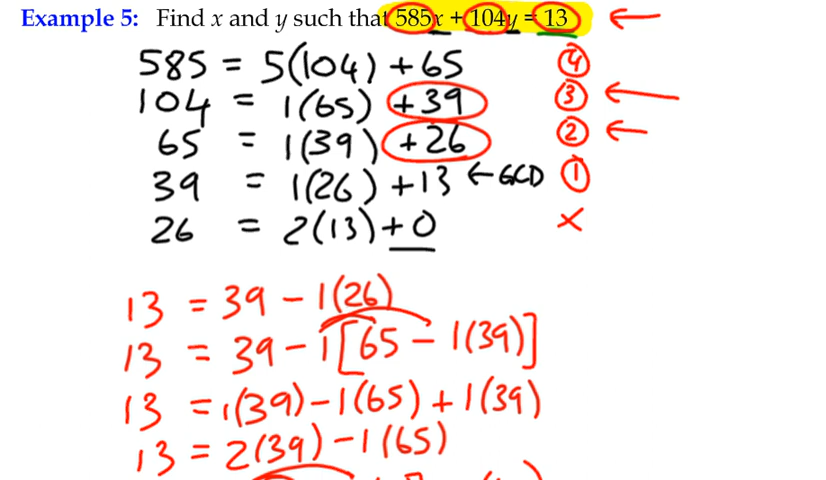 Example 5: Find x and y such that 585x + 104y = 13 ←
585 = 5(104) + 65 ④
104 = 1(65) + 39 ③ ←
65 = 1(39) + 26 ② ←
39 = 1(26) + 13 ← GCD ①
26 = 2(13) + 0 ×
13 = 39 - 1(26)
13 = 39 - 1[65 - 1(39)]
13 = 1(39) - 1(65) + 1(39)
13 = 2(39) - 1(65)